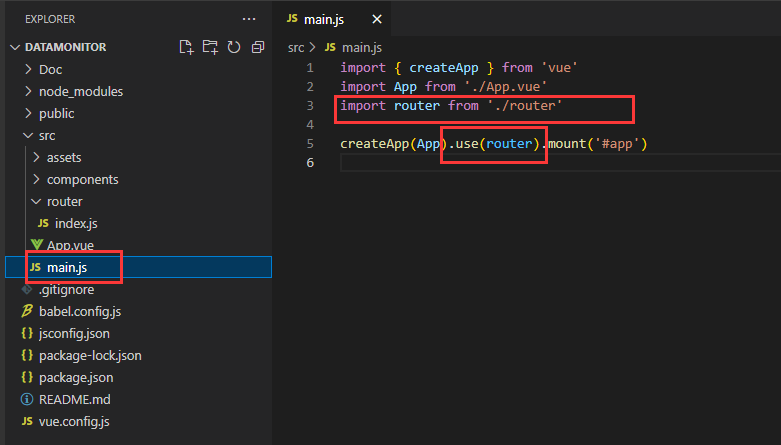 EXPLORER
DATAMONITOR
Doc
node_modules
public
src
assets
components
router
JS index.js
App.vue
JS main.js
.gitignore
babel.config.js
{} jsconfig.json
{} package-lock.json
{} package.json
README.md
JS vue.config.js
JS main.js
src > JS main.js
1 import { createApp } from 'vue'
2 import App from './App.vue'
3 import router from './router'
4
5 createApp(App).use(router).mount('#app')
6